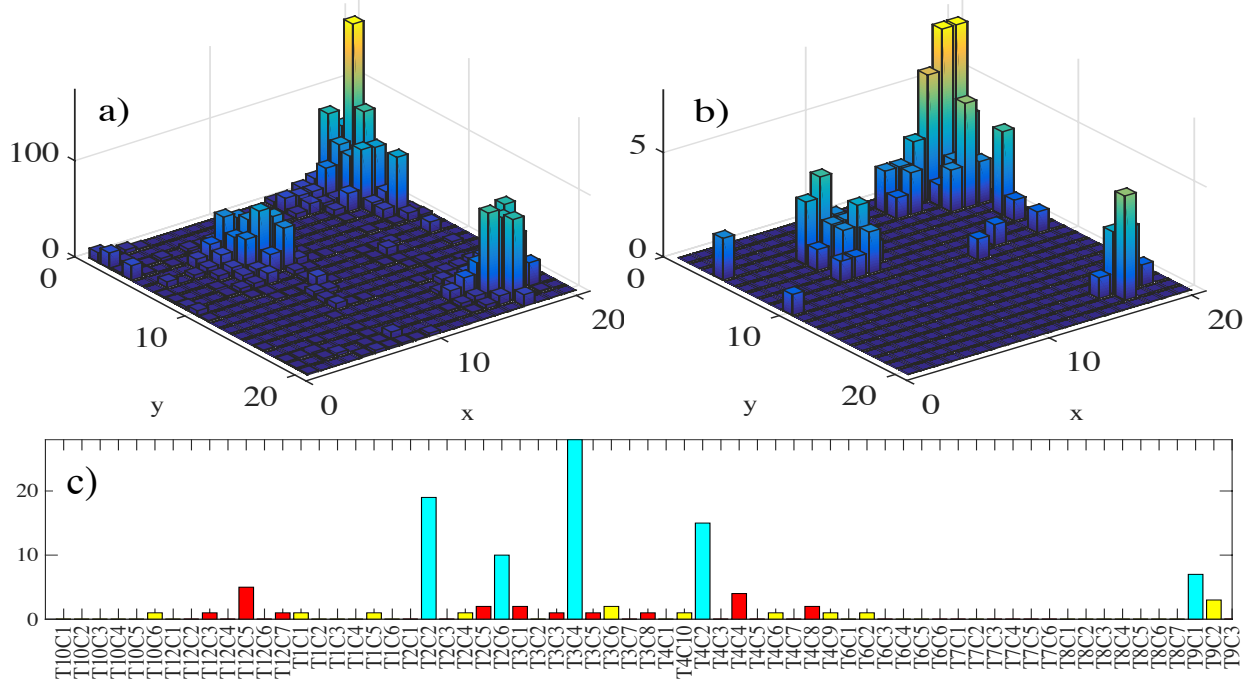 a)
100
0
0
10
20
y
0
10
20
x
b)
5
0
0
10
20
y
0
10
20
x
c)
20
10
0
T10C1
T10C2
T10C3
T10C4
T10C5
T10C6
T12C1
T12C2
T12C3
T12C4
T12C5
T12C6
T12C7
T1C1
T1C2
T1C3
T1C4
T1C5
T1C6
T2C1
T2C2
T2C3
T2C4
T2C5
T2C6
T3C1
T3C2
T3C3
T3C4
T3C5
T3C6
T3C7
T3C8
T4C1
T4C10
T4C2
T4C3
T4C4
T4C5
T4C6
T4C7
T4C8
T4C9
T6C1
T6C2
T6C3
T6C4
T6C5
T6C6
T7C1
T7C2
T7C3
T7C4
T7C5
T7C6
T8C1
T8C2
T8C3
T8C4
T8C5
T8C6
T8C7
T9C1
T9C2
T9C3